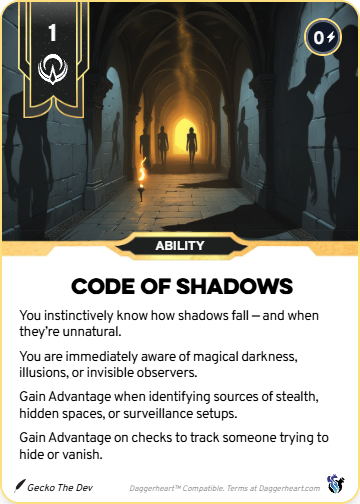 1
0
ABILITY
CODE OF SHADOWS
You instinctively know how shadows fall — and when
they're unnatural.
You are immediately aware of magical darkness,
illusions, or invisible observers.
Gain Advantage when identifying sources of stealth,
hidden spaces, or surveillance setups.
Gain Advantage on checks to track someone trying to
hide or vanish.
Gecko The Dev
Daggerheart™ Compatible. Terms at Daggerheart.com